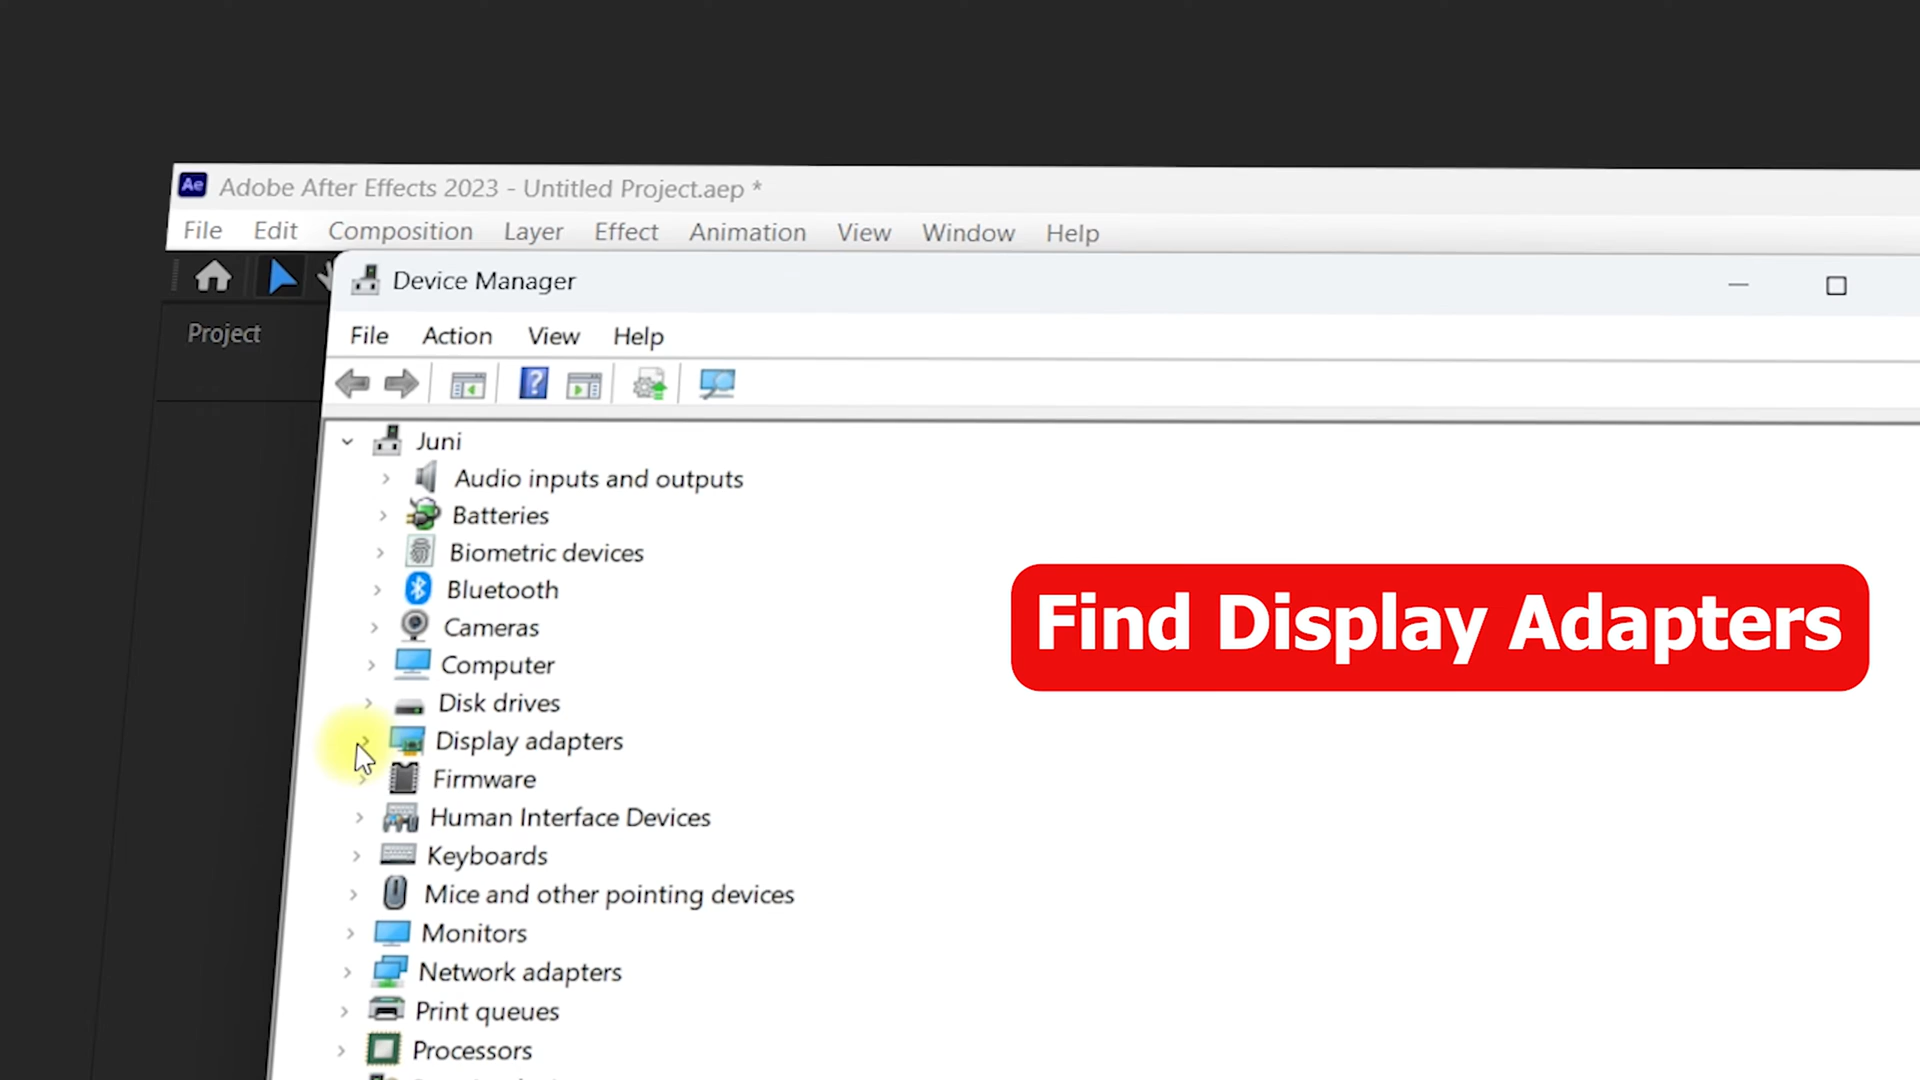 Ae Adobe After Effects 2023 - Untitled Project.aep *
File Edit Composition Layer Effect Animation View Window Help
Device Manager
Project
File Action View Help
?
Juni
Audio inputs and outputs
Batteries
Biometric devices
Bluetooth
Cameras
Computer
Find Display Adapters
Disk drives
Display adapters
Firmware
Human Interface Devices
Keyboards
Mice and other pointing devices
Monitors
Network adapters
Print queues
Processors